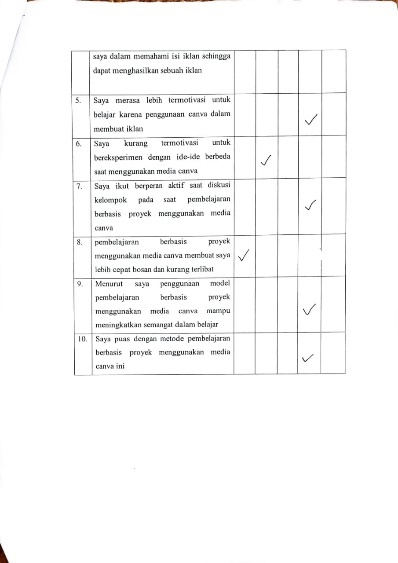 saya dalam memahami isi iklan sehingga
dapat menghasilkan sebuah iklan
5. Saya merasa lebih termotivasi untuk
belajar karena penggunaan canva dalam
membuat iklan
✓
6. Saya kurang termotivasi untuk
bereksperimen dengan ide-ide berbeda
saat menggunakan media canva
✓
7. Saya ikut berperan aktif saat diskusi
kelompok pada saat pembelajaran
berbasis proyek menggunakan media
canva
✓
8. pembelajaran berbasis proyek
menggunakan media canva membuat saya
lebih cepat bosan dan kurang terlibat
✓
9. Menurut saya penggunaan model
pembelajaran berbasis proyek
menggunakan media canva mampu
meningkatkan semangat dalam belajar
✓
10. Saya puas dengan metode pembelajaran
berbasis proyek menggunakan media
canva ini
✓